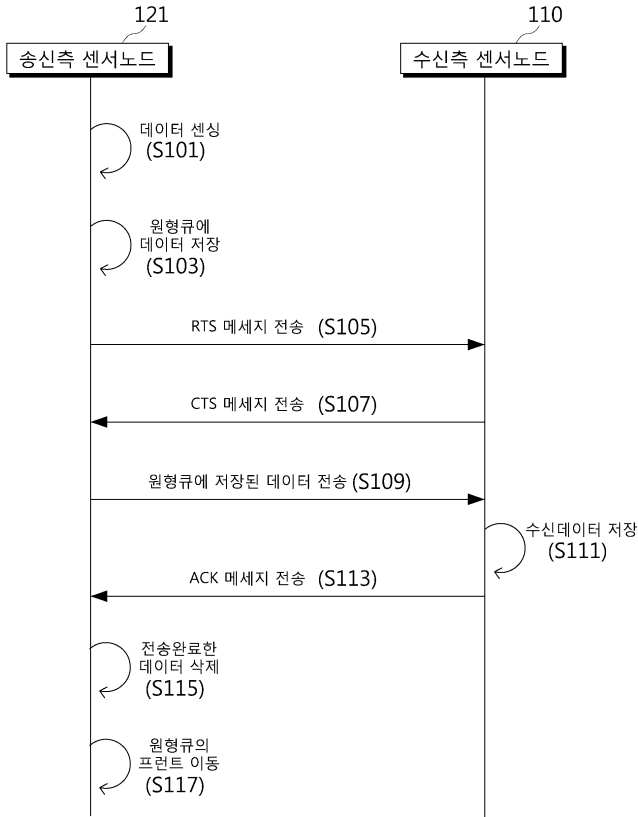 121
110
송신측 센서노드
수신측 센서노드
데이터 센싱
(S101)
원형큐에
데이터 저장
(S103)
RTS 메세지 전송 (S105)
CTS 메세지 전송 (S107)
원형큐에 저장된 데이터 전송 (S109)
수신데이터 저장
(S111)
ACK 메세지 전송 (S113)
전송완료한
데이터 삭제
(S115)
원형큐의
프런트 이동
(S117)